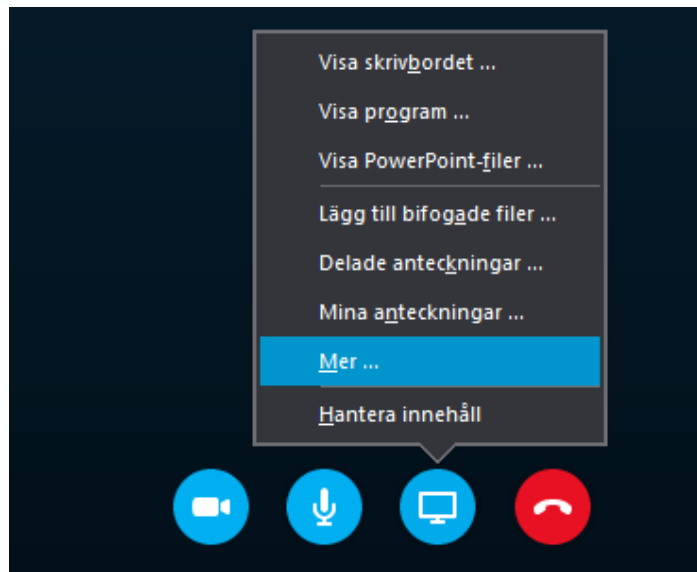 Visa skrivbordet ...
Visa program ...
Visa PowerPoint-filer ...
Lägg till bifogade filer ...
Delade anteckningar ...
Mina anteckningar ...
Mer ...
Hantera innehåll